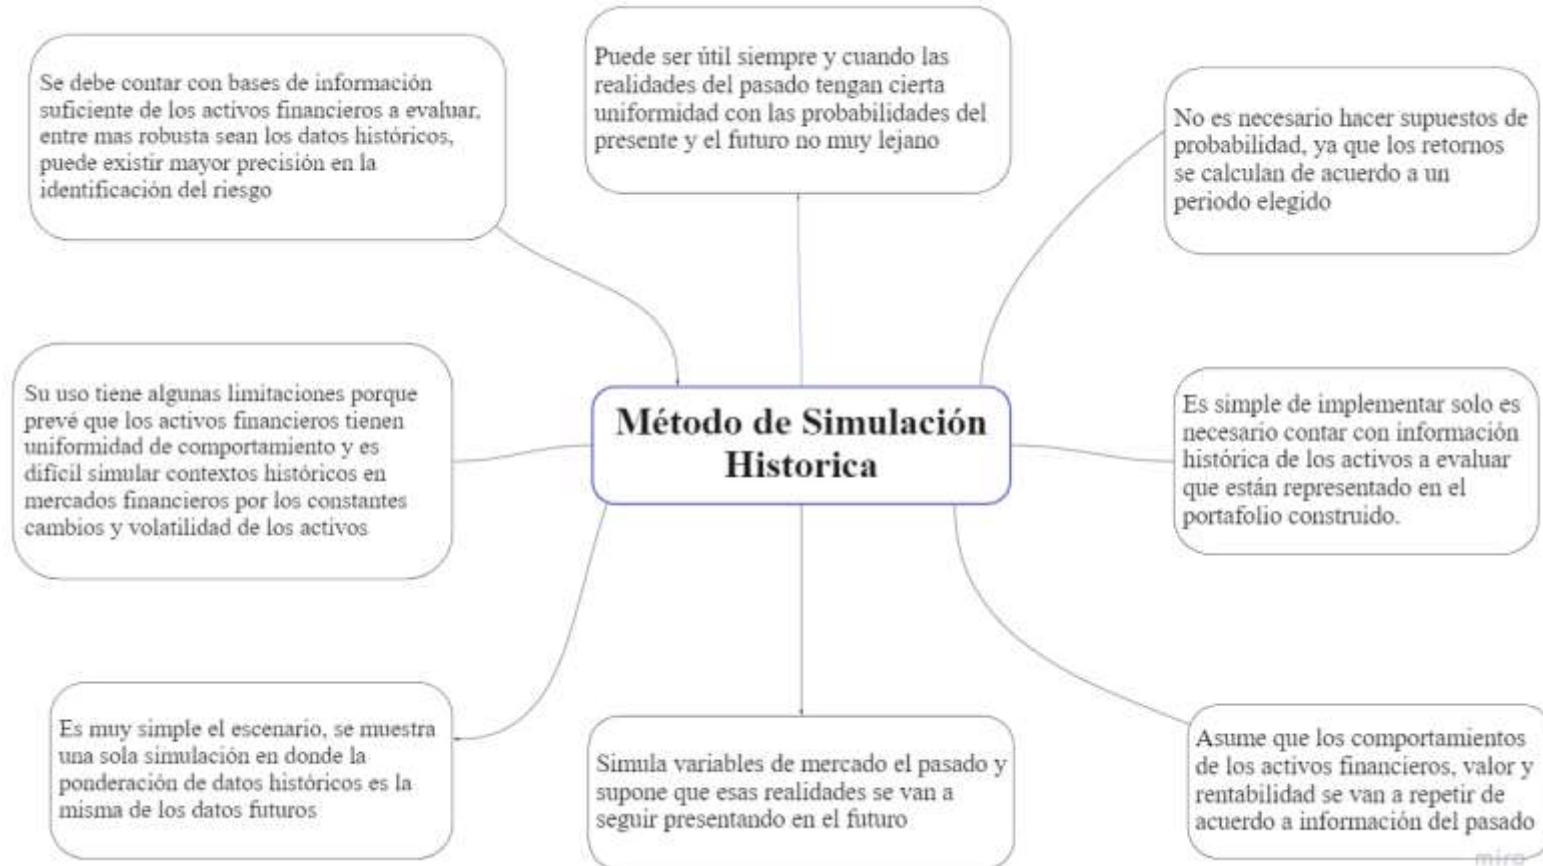 Se debe contar con bases de información
suficiente de los activos financieros a evaluar,
entre mas robusta sean los datos históricos,
puede existir mayor precisión en la
identificación del riesgo
Puede ser útil siempre y cuando las
realidades del pasado tengan cierta
uniformidad con las probabilidades del
presente y el futuro no muy lejano
No es necesario hacer supuestos de
probabilidad, ya que los retornos
se calculan de acuerdo a un
periodo elegido
Su uso tiene algunas limitaciones porque
prevé que los activos financieros tienen
uniformidad de comportamiento y es
difícil simular contextos históricos en
mercados financieros por los constantes
cambios y volatilidad de los activos
Método de Simulación
Historica
Es simple de implementar solo es
necesario contar con información
histórica de los activos a evaluar
que están representado en el
portafolio construido.
Es muy simple el escenario, se muestra
una sola simulación en donde la
ponderación de datos históricos es la
misma de los datos futuros
Simula variables de mercado el pasado y
supone que esas realidades se van a
seguir presentando en el futuro
Asume que los comportamientos
de los activos financieros, valor y
rentabilidad se van a repetir de
acuerdo a información del pasado
miro